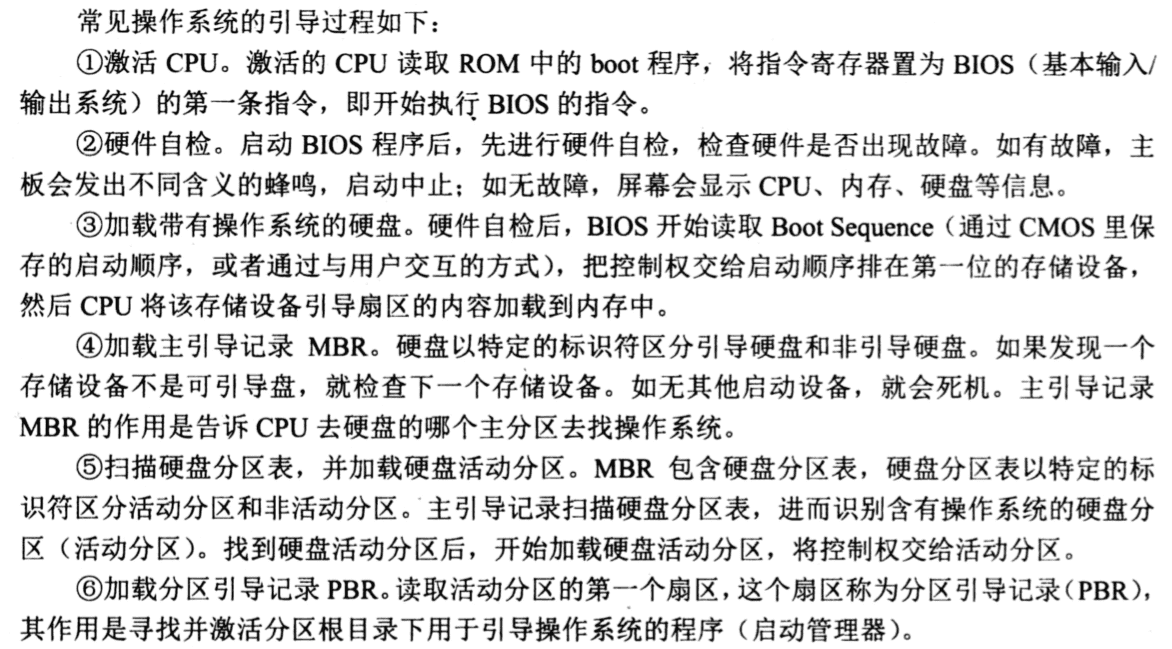 常见操作系统的引导过程如下：
①激活 CPU。激活的 CPU 读取 ROM 中的 boot 程序，将指令寄存器置为 BIOS（基本输入/
输出系统）的第一条指令，即开始执行 BIOS 的指令。
②硬件自检。启动 BIOS 程序后，先进行硬件自检，检查硬件是否出现故障。如有故障，主
板会发出不同含义的蜂鸣，启动中止；如无故障，屏幕会显示 CPU、内存、硬盘等信息。
③加载带有操作系统的硬盘。硬件自检后，BIOS 开始读取 Boot Sequence（通过 CMOS 里保
存的启动顺序，或者通过与用户交互的方式），把控制权交给启动顺序排在第一位的存储设备，
然后 CPU 将该存储设备引导扇区的内容加载到内存中。
④加载主引导记录 MBR。硬盘以特定的标识符区分引导硬盘和非引导硬盘。如果发现一个
存储设备不是可引导盘，就检查下一个存储设备。如无其他启动设备，就会死机。主引导记录
MBR 的作用是告诉 CPU 去硬盘的哪个主分区去找操作系统。
⑤扫描硬盘分区表，并加载硬盘活动分区。MBR 包含硬盘分区表，硬盘分区表以特定的标
识符区分活动分区和非活动分区。主引导记录扫描硬盘分区表，进而识别含有操作系统的硬盘分
区（活动分区）。找到硬盘活动分区后，开始加载硬盘活动分区，将控制权交给活动分区。
⑥加载分区引导记录 PBR。读取活动分区的第一个扇区，这个扇区称为分区引导记录（PBR），
其作用是寻找并激活分区根目录下用于引导操作系统的程序（启动管理器）。